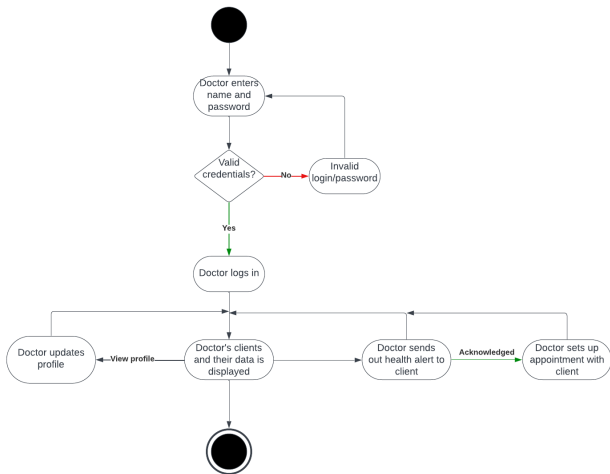 Doctor enters
name and
password
Valid
credentials?
No
Invalid
login/password
Yes
Doctor logs in
Doctor updates
profile
View profile
Doctor's clients
and their data is
displayed
Doctor sends
out health alert to
client
Acknowledged
Doctor sets up
appointment with
client